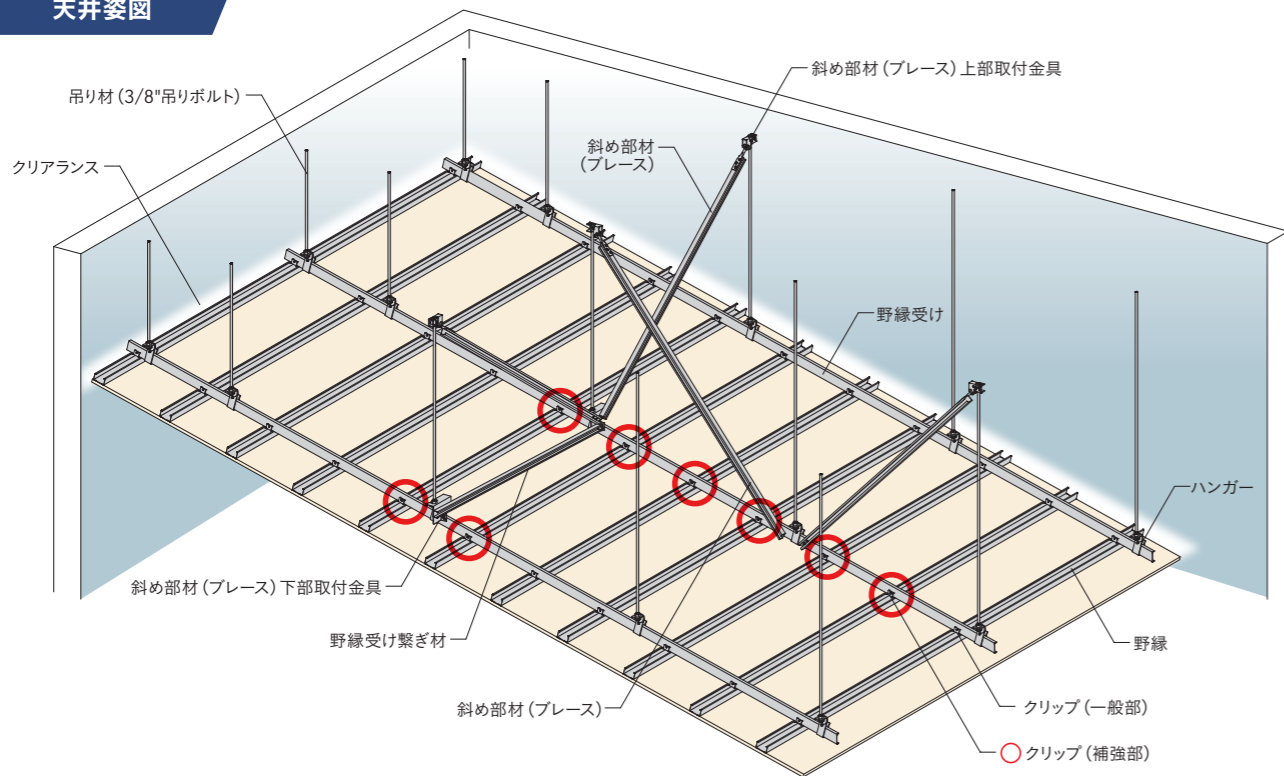 天井姿図
斜め部材（ブレース）上部取付金具
吊り材（3/8"吊りボルト）
斜め部材
（ブレース）
クリアランス
野縁受け
ハンガー
斜め部材（ブレース）下部取付金具
野縁受け繋ぎ材
野縁
斜め部材（ブレース）
クリップ（一般部）
クリップ（補強部）